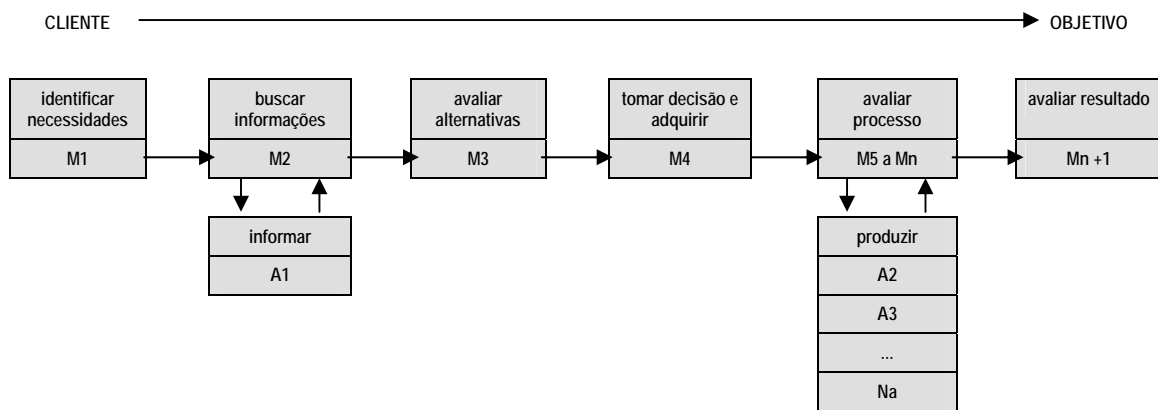 CLIENTE
OBJETIVO
identificar
necessidades
M1
buscar
informações
M2
avaliar
alternativas
M3
tomar decisão e
adquirir
M4
avaliar
processo
M5 a Mn
avaliar resultado
Mn +1
informar
A1
produzir
A2
A3
...
Na